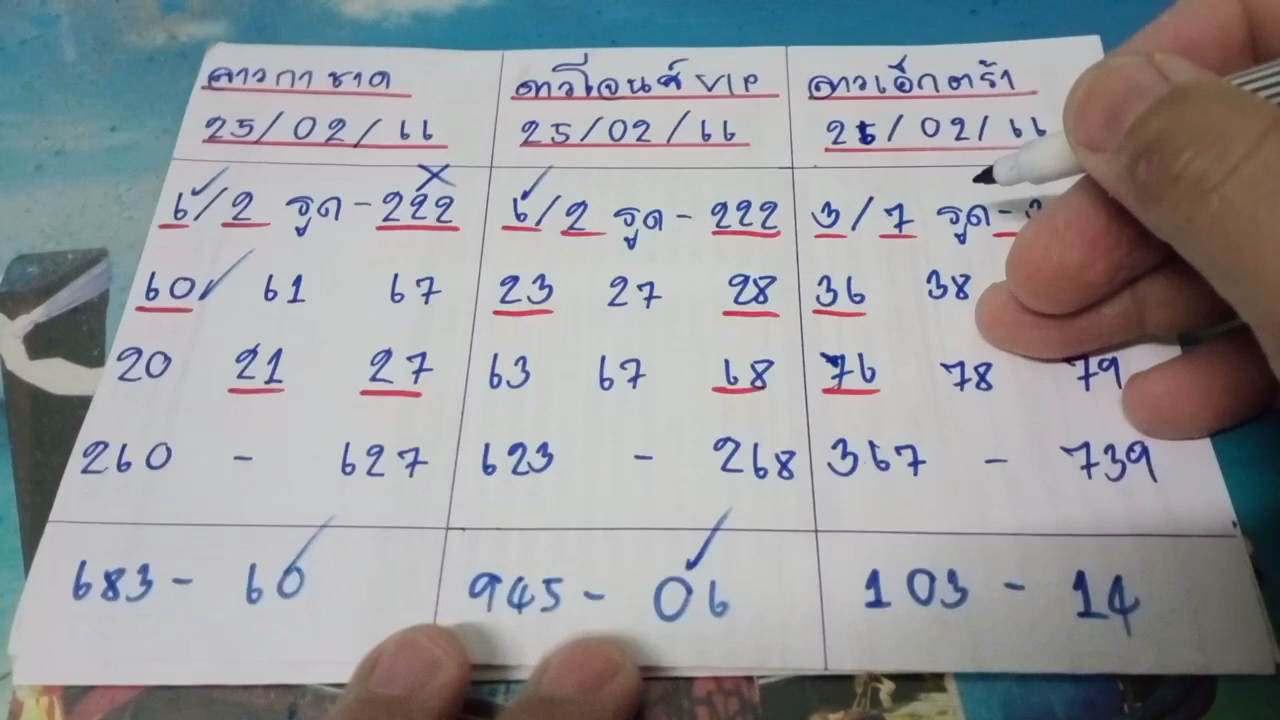 ลาวกาชาด
25/02/66
6/2 รูด - 222
60 61 67
20 21 27
260 - 627
683 - 60
ลาวโจนส์ VIP
25/02/66
6/2 รูด - 222
23 27 28
63 67 68
623 - 268
945 - 06
ลาวเอ็กตร้า
25/02/66
3/7 รูด -
36 38
76 78 79
367 - 739
103 - 14